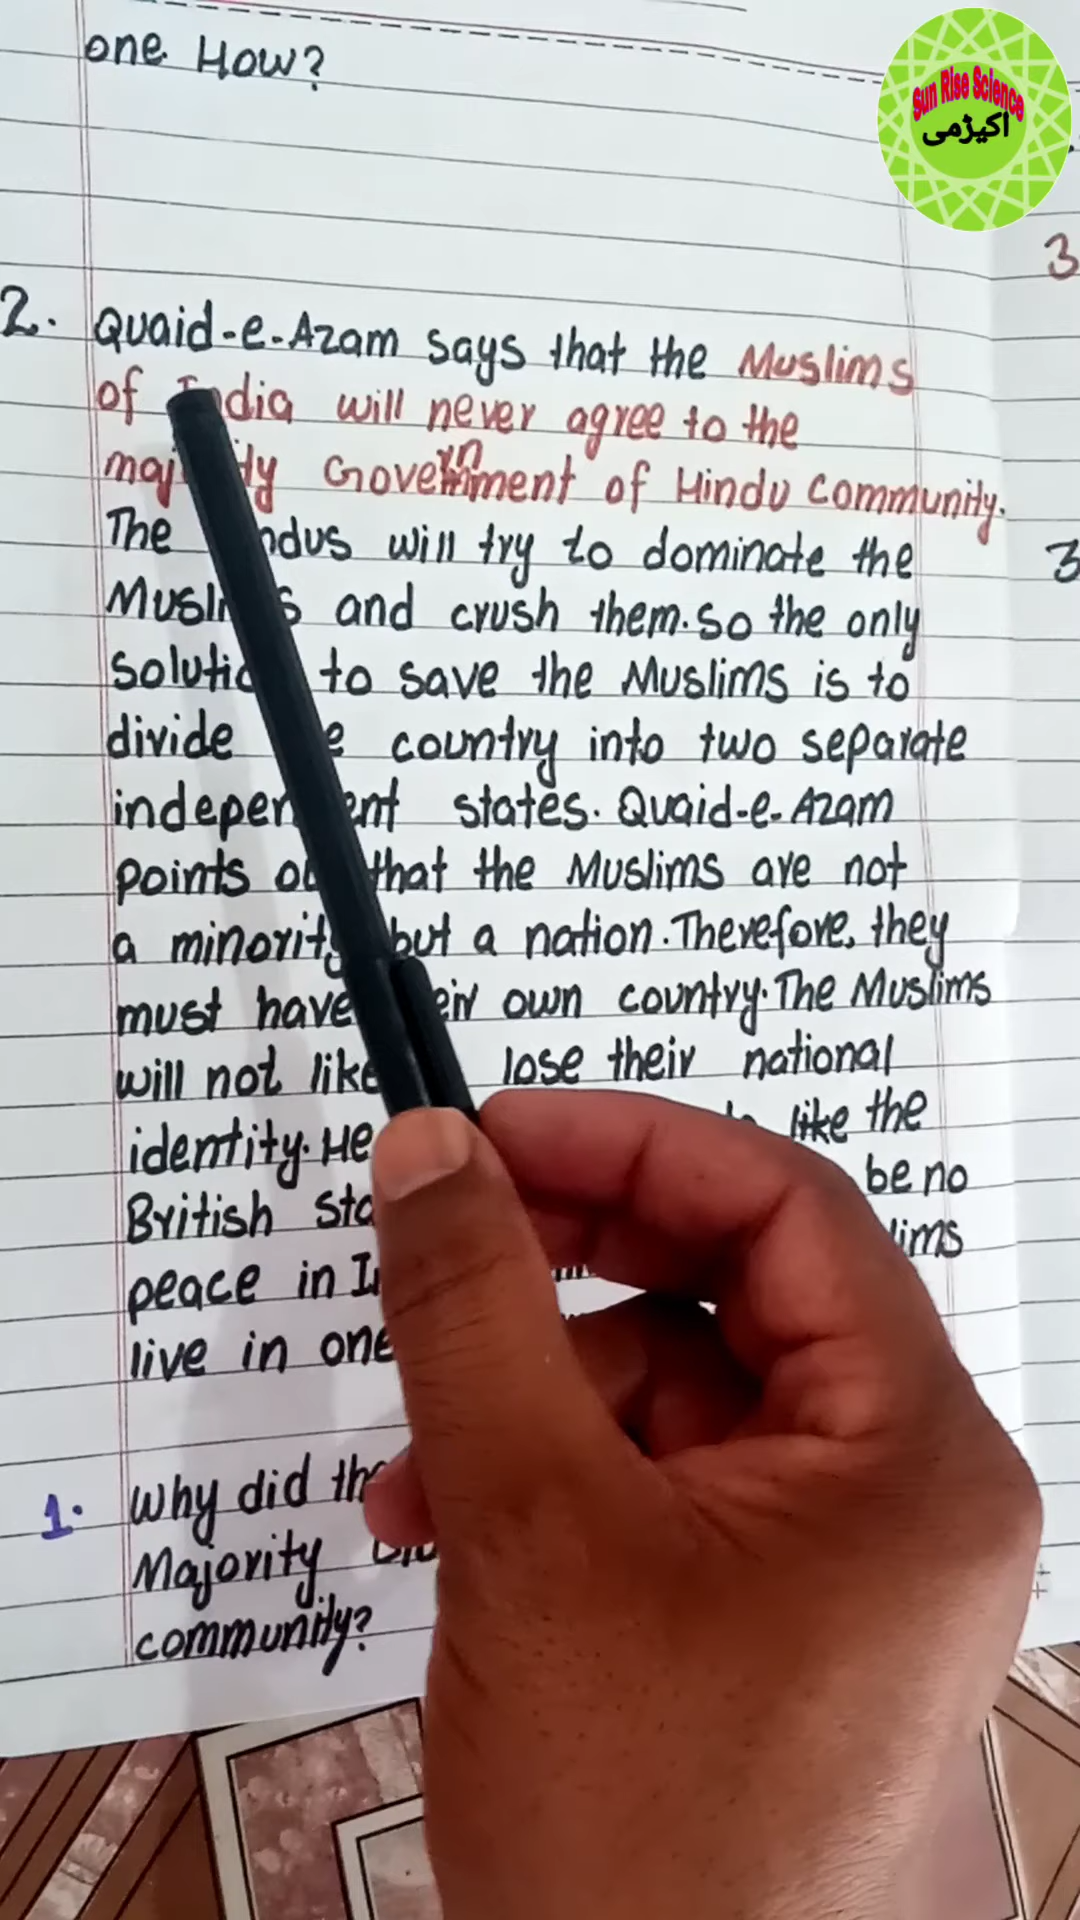 one. How?
Sun Rise Science
اکیڑمی
3
2. Quaid-e-Azam says that the Muslims
of India will never agree to the
majority Government of Hindu community.
The Hindus will try to dominate the
3
Muslims and crush them. so the only
solution to save the Muslims is to
divide the country into two separate
independent states. Quaid-e-Azam
points out that the Muslims are not
a minority but a nation. Therefore, they
must have their own country. The Muslims
will not like lose their national
identity. He like the
British be no
peace in lims
live in one
1. Why did the
Majority
community?